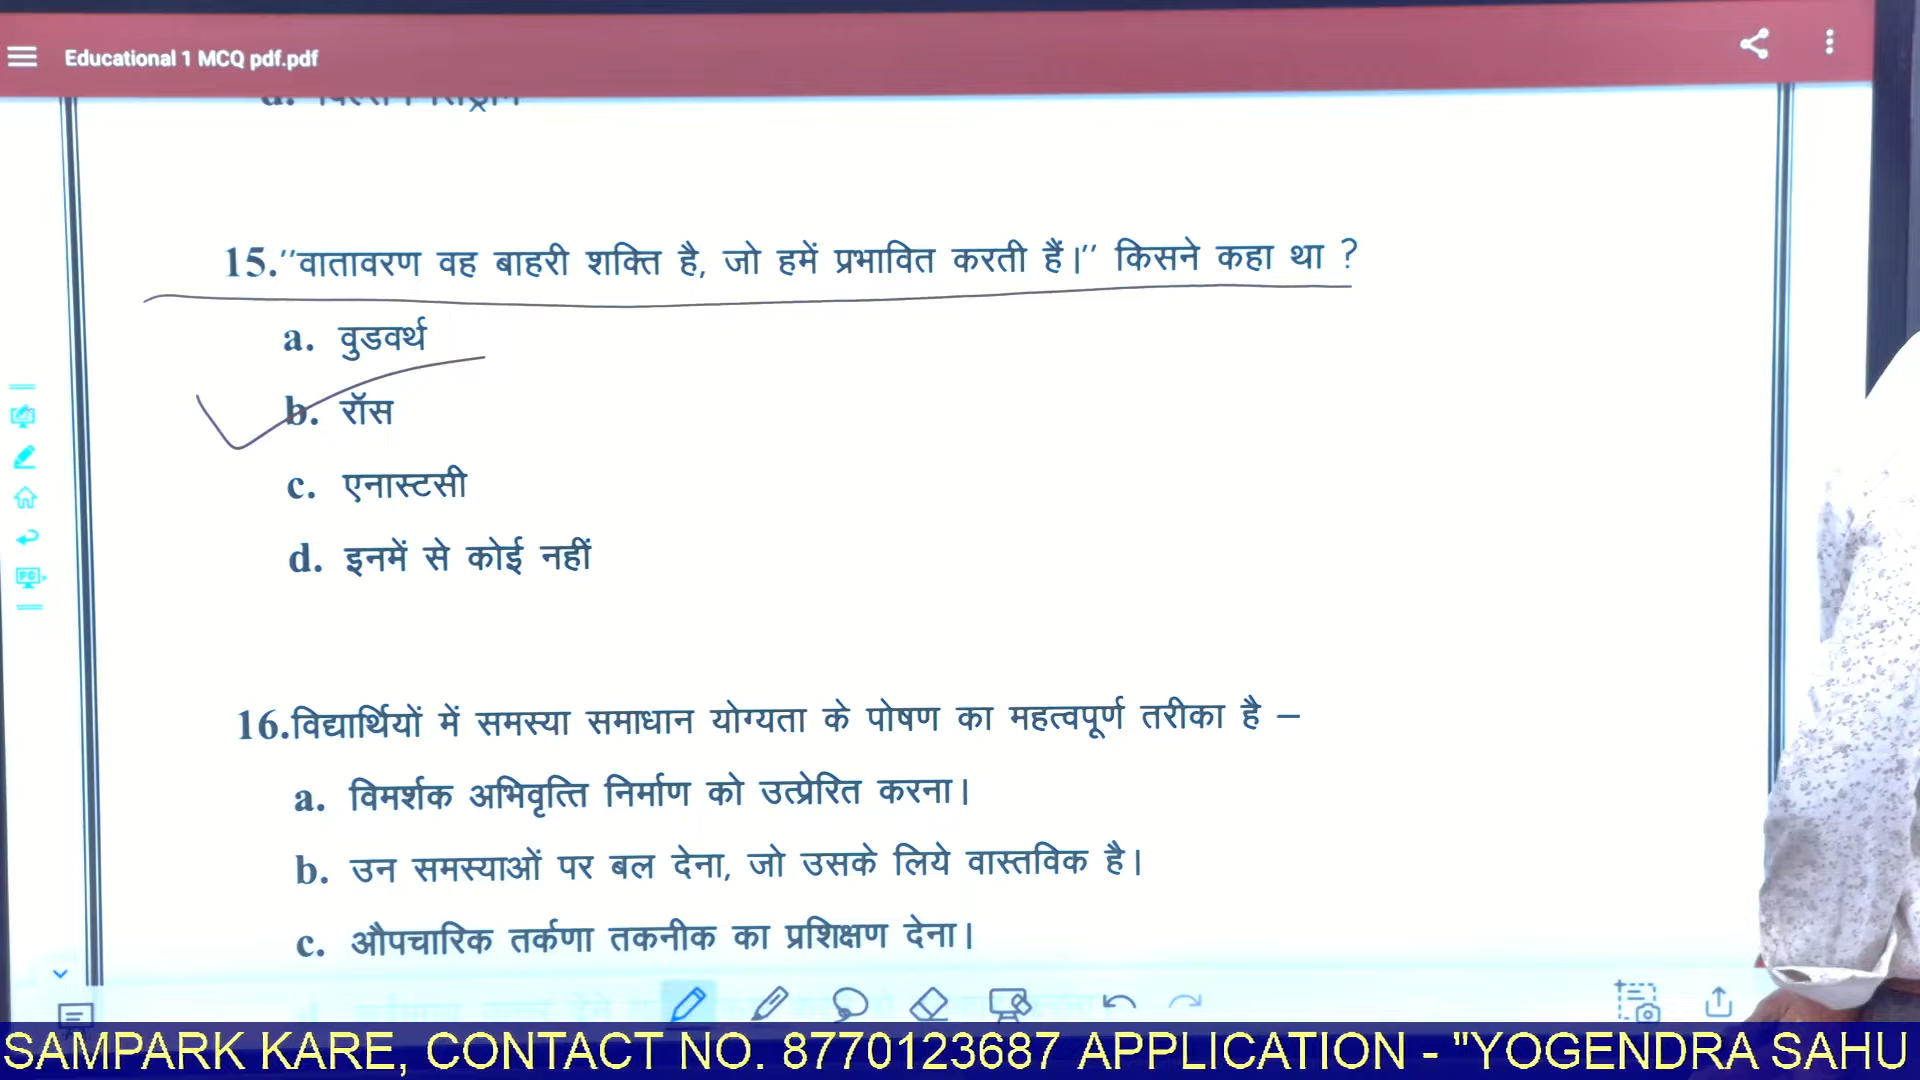 Educational 1 MCQ pdf.pdf
15.''वातावरण वह बाहरी शक्ति है, जो हमें प्रभावित करती हैं।'' किसने कहा था ?
a. वुडवर्थ
b. रॉस
c. एनास्टसी
d. इनमें से कोई नहीं
16.विद्यार्थियों में समस्या समाधान योग्यता के पोषण का महत्वपूर्ण तरीका है –
a. विमर्शक अभिवृत्ति निर्माण को उत्प्रेरित करना।
b. उन समस्याओं पर बल देना, जो उसके लिये वास्तविक है।
c. औपचारिक तर्कणा तकनीक का प्रशिक्षण देना।
SAMPARK KARE, CONTACT NO. 8770123687 APPLICATION - "YOGENDRA SAHU